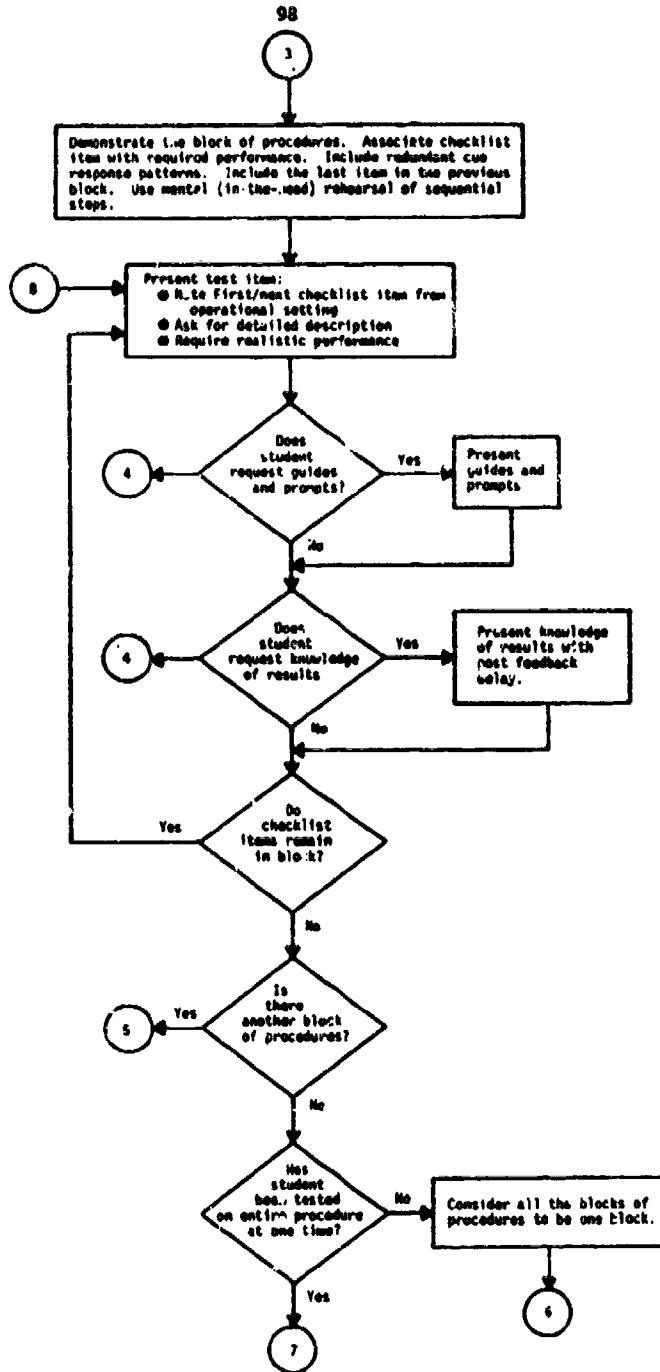 98
3
Demonstrate the block of procedures. Associate checklist
item with required performance. Include redundant cue
response patterns. Include the last item in the previous
block. Use mental (in-the-head) rehearsal of sequential
steps.
8
Present test item:
● Note First/next checklist item from
operational setting
● Ask for detailed description
● Require realistic performance
Does
student
request guides
and prompts?
4
Yes
Present
guides and
prompts
No
Does
student
request knowledge
of results
4
Yes
Present knowledge
of results with
post feedback
delay.
No
Do
checklist
items remain
in block?
Yes
No
Is
there
another block
of procedures?
Yes
5
No
Has
student
been tested
on entire procedure
at one time?
No
Consider all the blocks of
procedures to be one block.
6
Yes
7